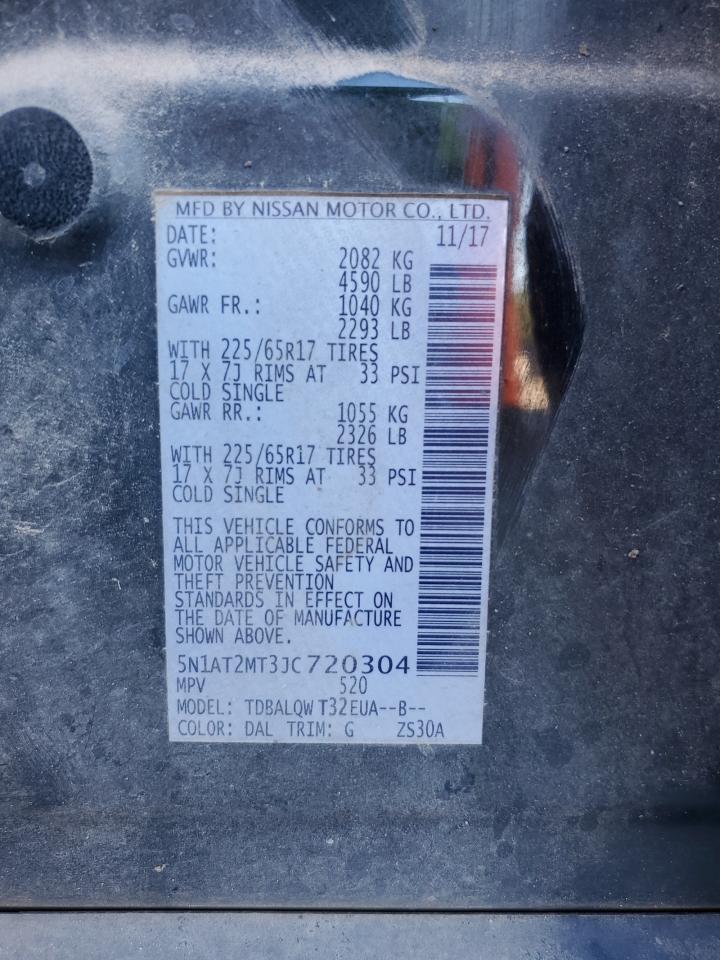 MFD BY NISSAN MOTOR CO., LTD.
DATE: 11/17
GVWR: 2082 KG
4590 LB
GAWR FR.: 1040 KG
2293 LB
WITH 225/65R17 TIRES
17 X 7J RIMS AT 33 PSI
COLD SINGLE
GAWR RR.: 1055 KG
2326 LB
WITH 225/65R17 TIRES
17 X 7J RIMS AT 33 PSI
COLD SINGLE
THIS VEHICLE CONFORMS TO
ALL APPLICABLE FEDERAL
MOTOR VEHICLE SAFETY AND
THEFT PREVENTION
STANDARDS IN EFFECT ON
THE DATE OF MANUFACTURE
SHOWN ABOVE.
5N1AT2MT3JC720304
MPV 520
MODEL: TDBALQWT32EUA--B--
COLOR: DAL TRIM: G ZS30A